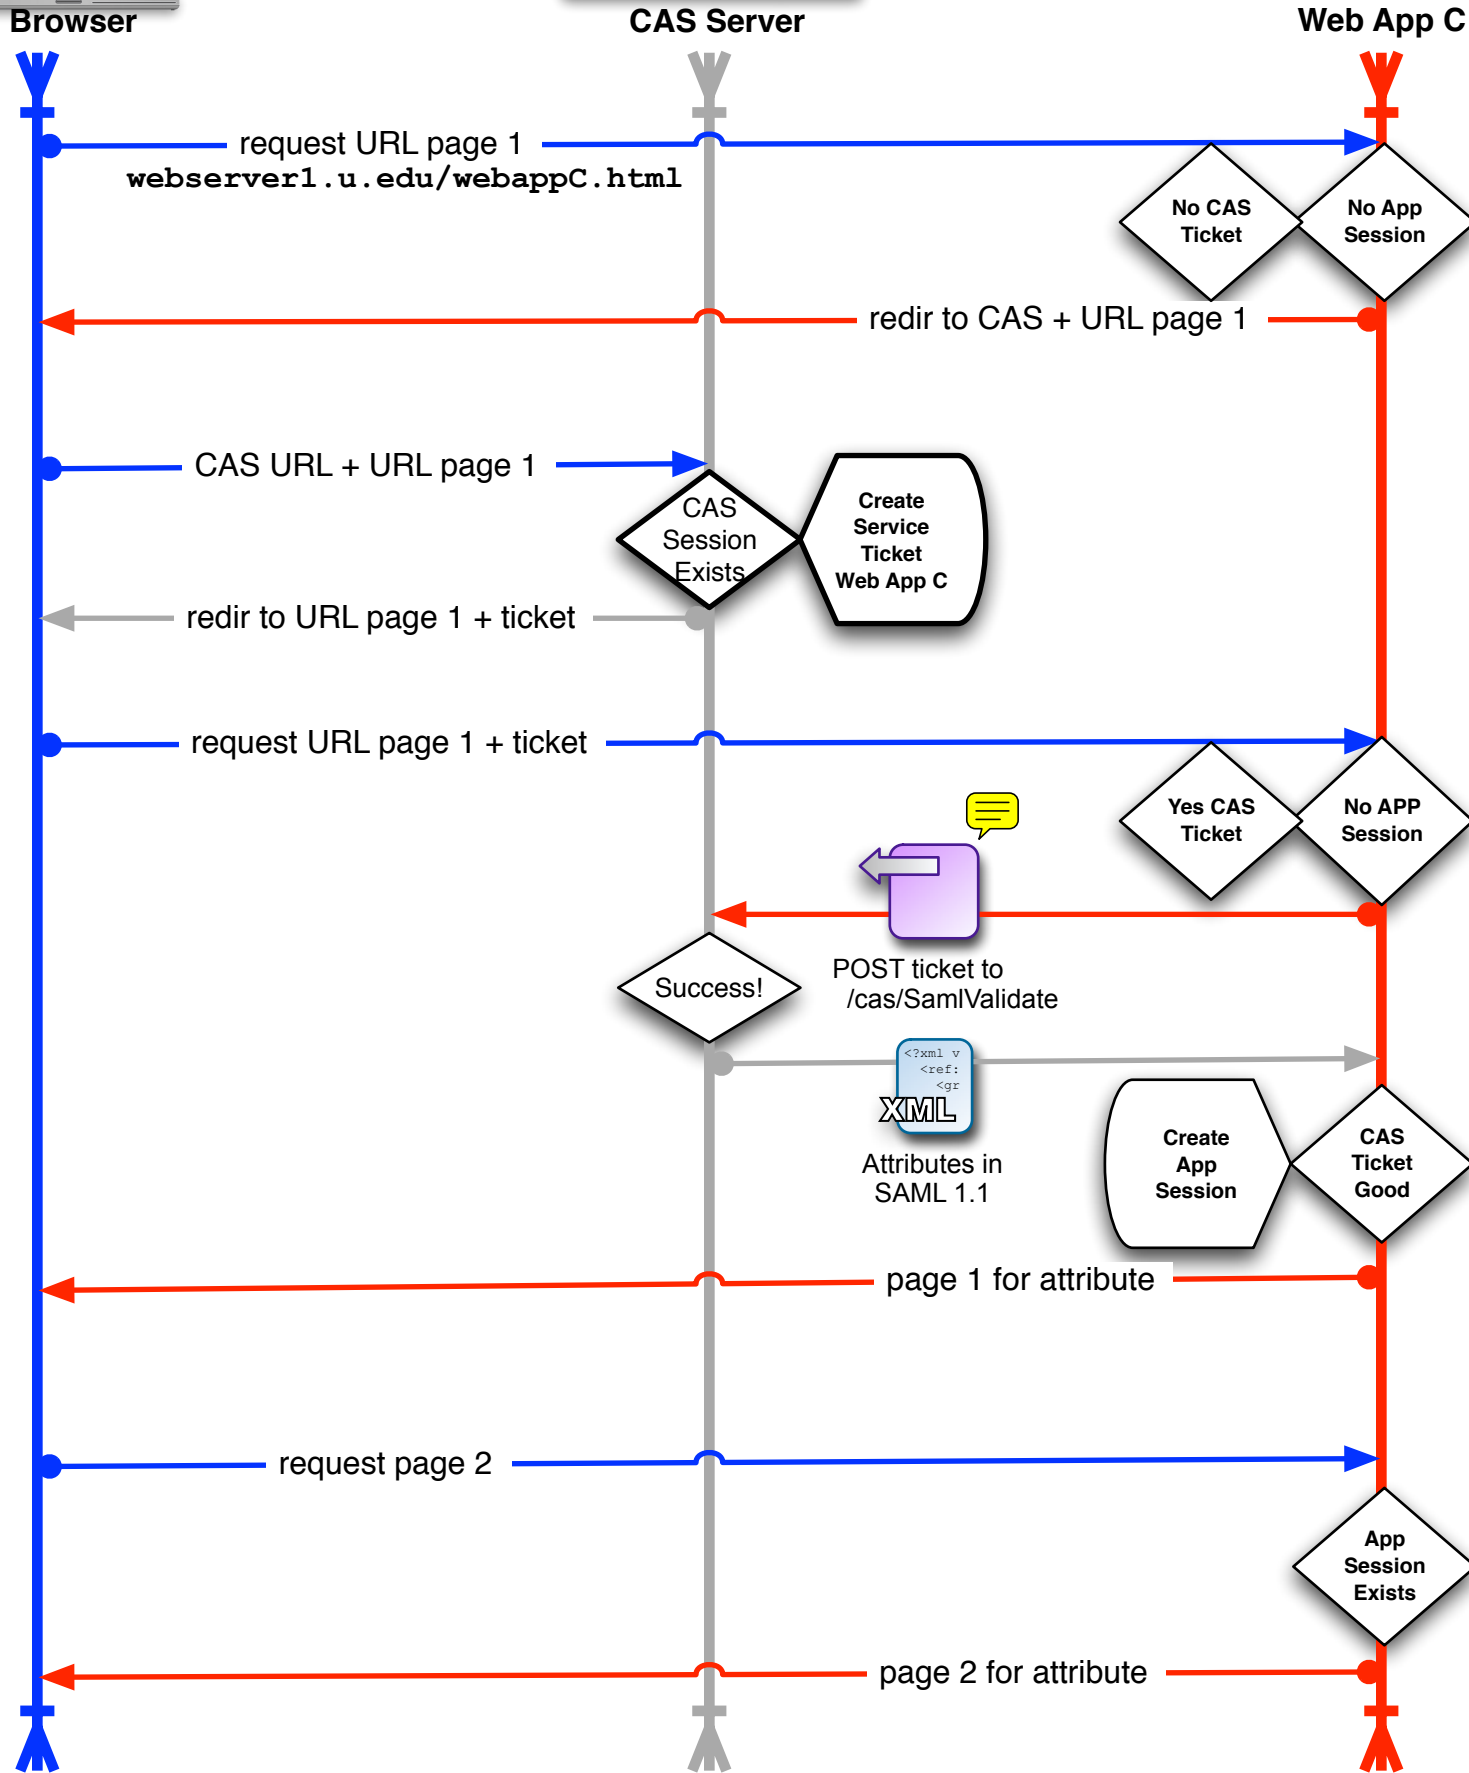 Browser
CAS Server
Web App C
request URL page 1
webserver1.u.edu/webappC.html
No CAS
Ticket
No App
Session
redir to CAS + URL page 1
CAS URL + URL page 1
CAS
Session
Exists
Create
Service
Ticket
Web App C
redir to URL page 1 + ticket
request URL page 1 + ticket
Yes CAS
Ticket
No APP
Session
POST ticket to
/cas/SamlValidate
Success!
<?xml v
<ref:
<gr
XML
Attributes in
SAML 1.1
Create
App
Session
CAS
Ticket
Good
page 1 for attribute
request page 2
App
Session
Exists
page 2 for attribute